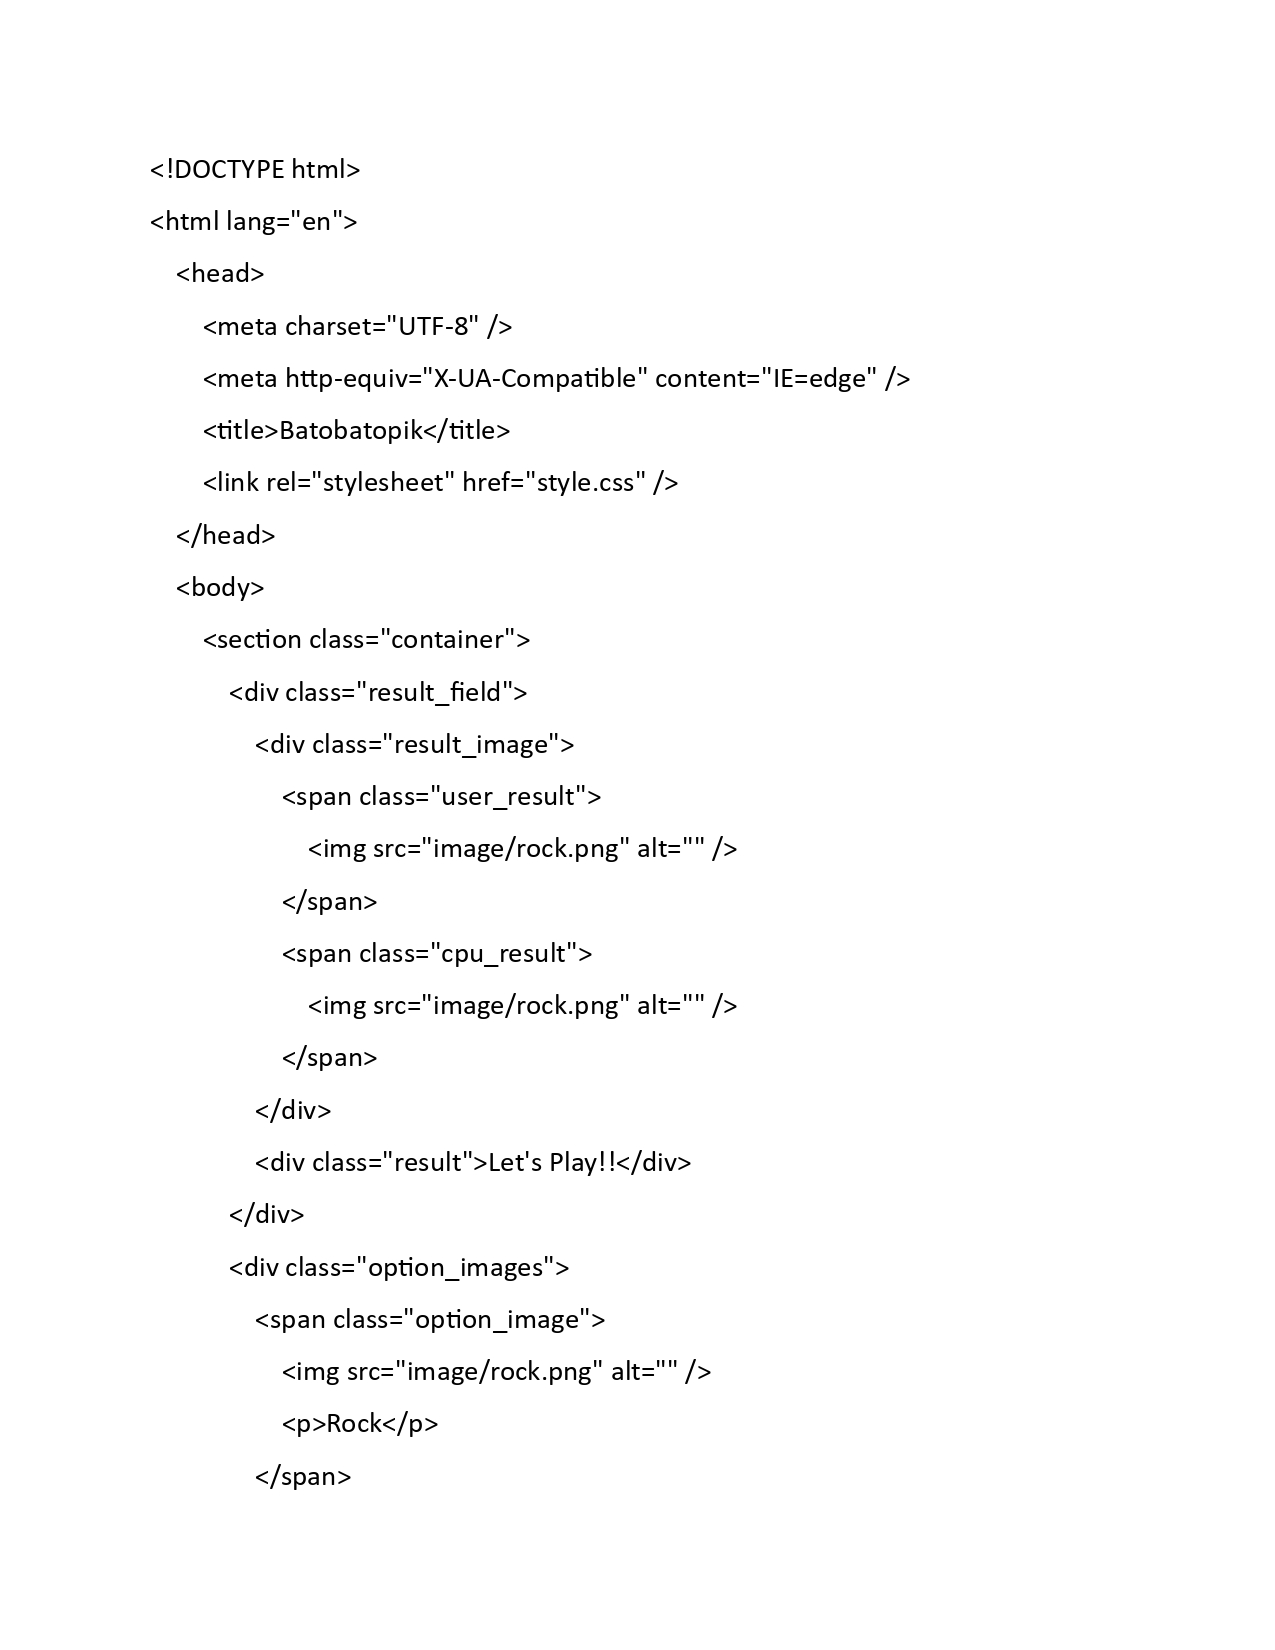 <!DOCTYPE html>
<html lang="en">
<head>
<meta charset="UTF-8" />
<meta http-equiv="X-UA-Compatible" content="IE=edge" />
<title>Batobatopik</title>
<link rel="stylesheet" href="style.css" />
</head>
<body>
<section class="container">
<div class="result_field">
<div class="result_image">
<span class="user_result">
<img src="image/rock.png" alt="" />
</span>
<span class="cpu_result">
<img src="image/rock.png" alt="" />
</span>
</div>
<div class="result">Let's Play!!</div>
</div>
<div class="option_images">
<span class="option_image">
<img src="image/rock.png" alt="" />
<p>Rock</p>
</span>